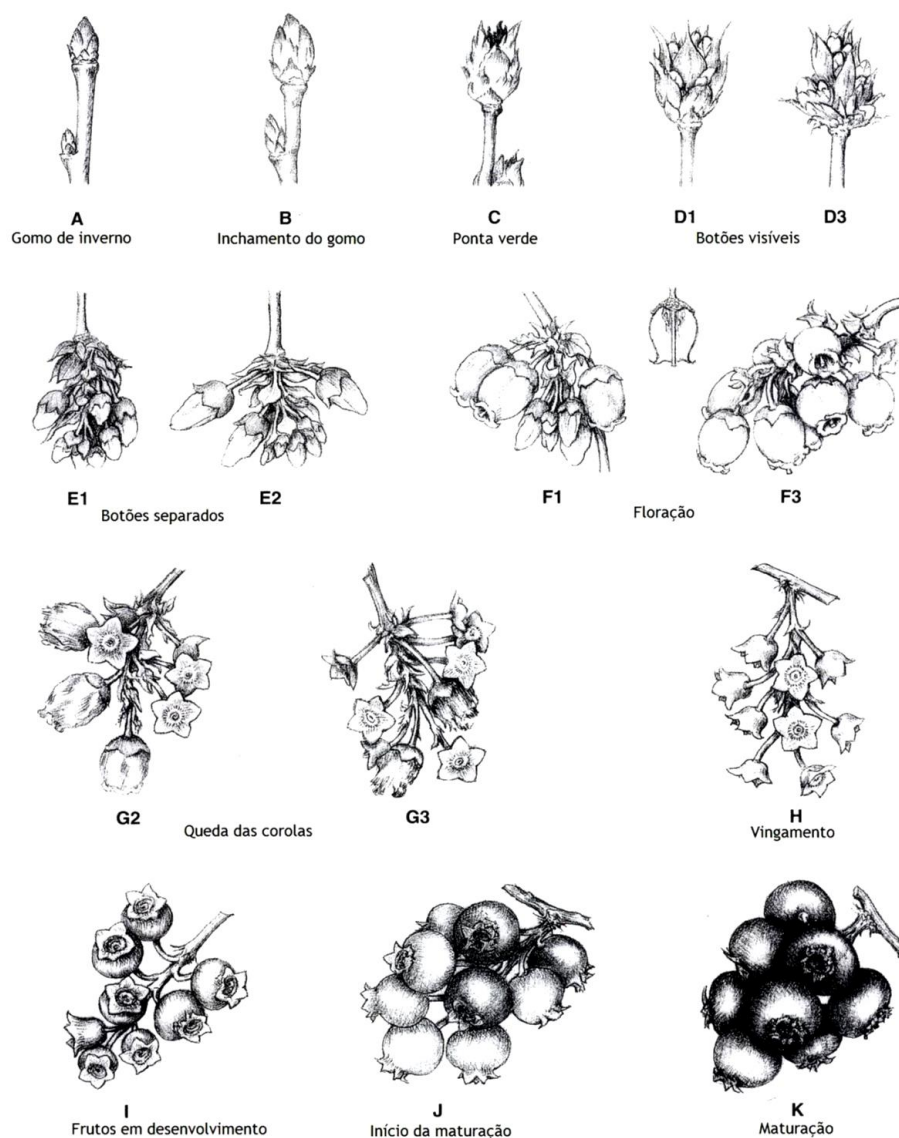 A
Gomo de inverno
B
Inchamento do gomo
C
Ponta verde
D1 D3
Botões visíveis
E1 E2
Botões separados
F1 F3
Floração
G2 G3
Queda das corolas
H
Vingamento
I
Frutos em desenvolvimento
J
Início da maturação
K
Maturação